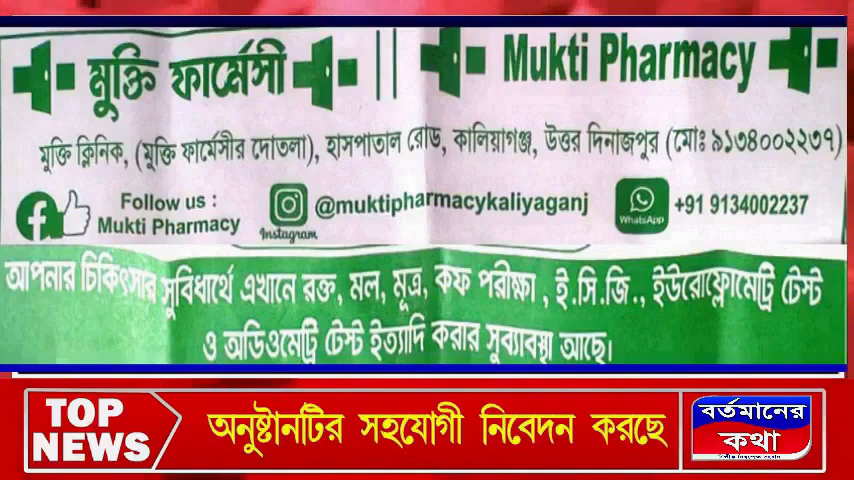 মুক্তি ফার্মেসী || Mukti Pharmacy
মুক্তি ক্লিনিক, (মুক্তি ফার্মেসীর দোতলা), হাসপাতাল রোড, কালিয়াগঞ্জ, উত্তর দিনাজপুর (মোঃ ৯১৩৪০০২২৩৭)
Follow us :
Mukti Pharmacy
Instagram
@muktipharmacykaliyaganj
WhatsApp
+91 9134002237
আপনার চিকিৎসার সুবিধার্থে এখানে রক্ত, মল, মূত্র, কফ পরীক্ষা , ই.সি.জি., ইউরোফ্লোমেট্রি টেস্ট
ও অডিওমেট্রি টেস্ট ইত্যাদি করার সুব্যাবস্থা আছে।
TOP
NEWS
অনুষ্টানটির সহযোগী নিবেদন করছে
বর্তমানের
কথা